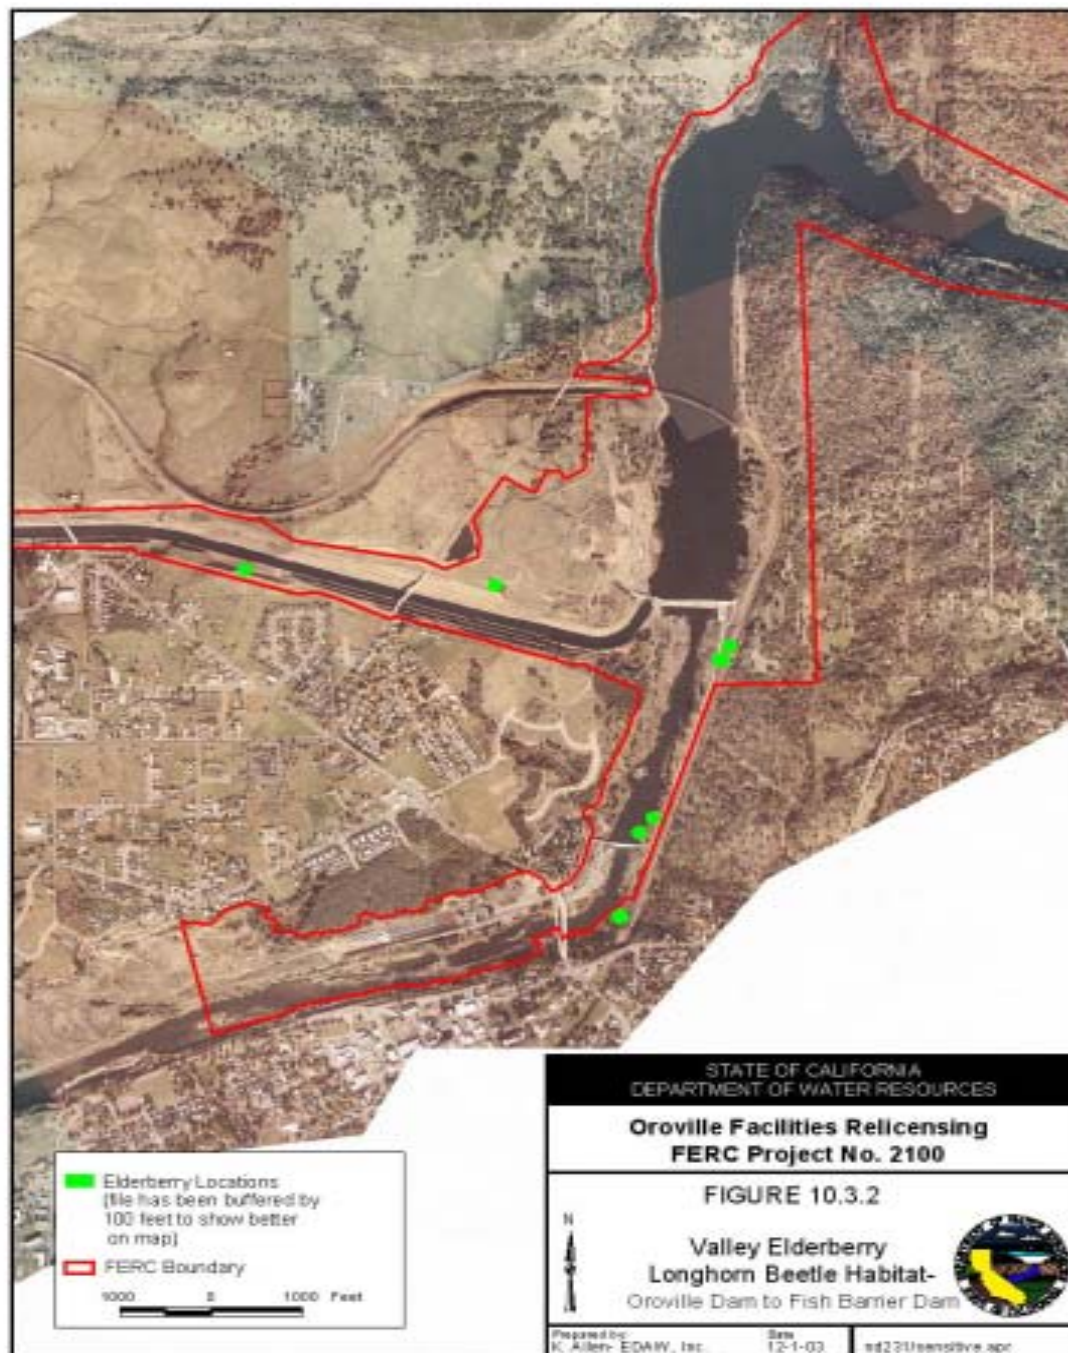 STATE OF CALIFORNIA
DEPARTMENT OF WATER RESOURCES
Oroville Facilities Relicensing
FERC Project No. 2100
FIGURE 10.3.2
N
Valley Elderberry
Longhorn Beetle Habitat-
Oroville Dam to Fish Barrier Dam
Prepared by:
K. Allen- EDAW, Inc.
Date
12-1-03
Elderberry Locations
(file has been buffered by
100 feet to show better
on map)
FERC Boundary
1000 0 1000 Feet